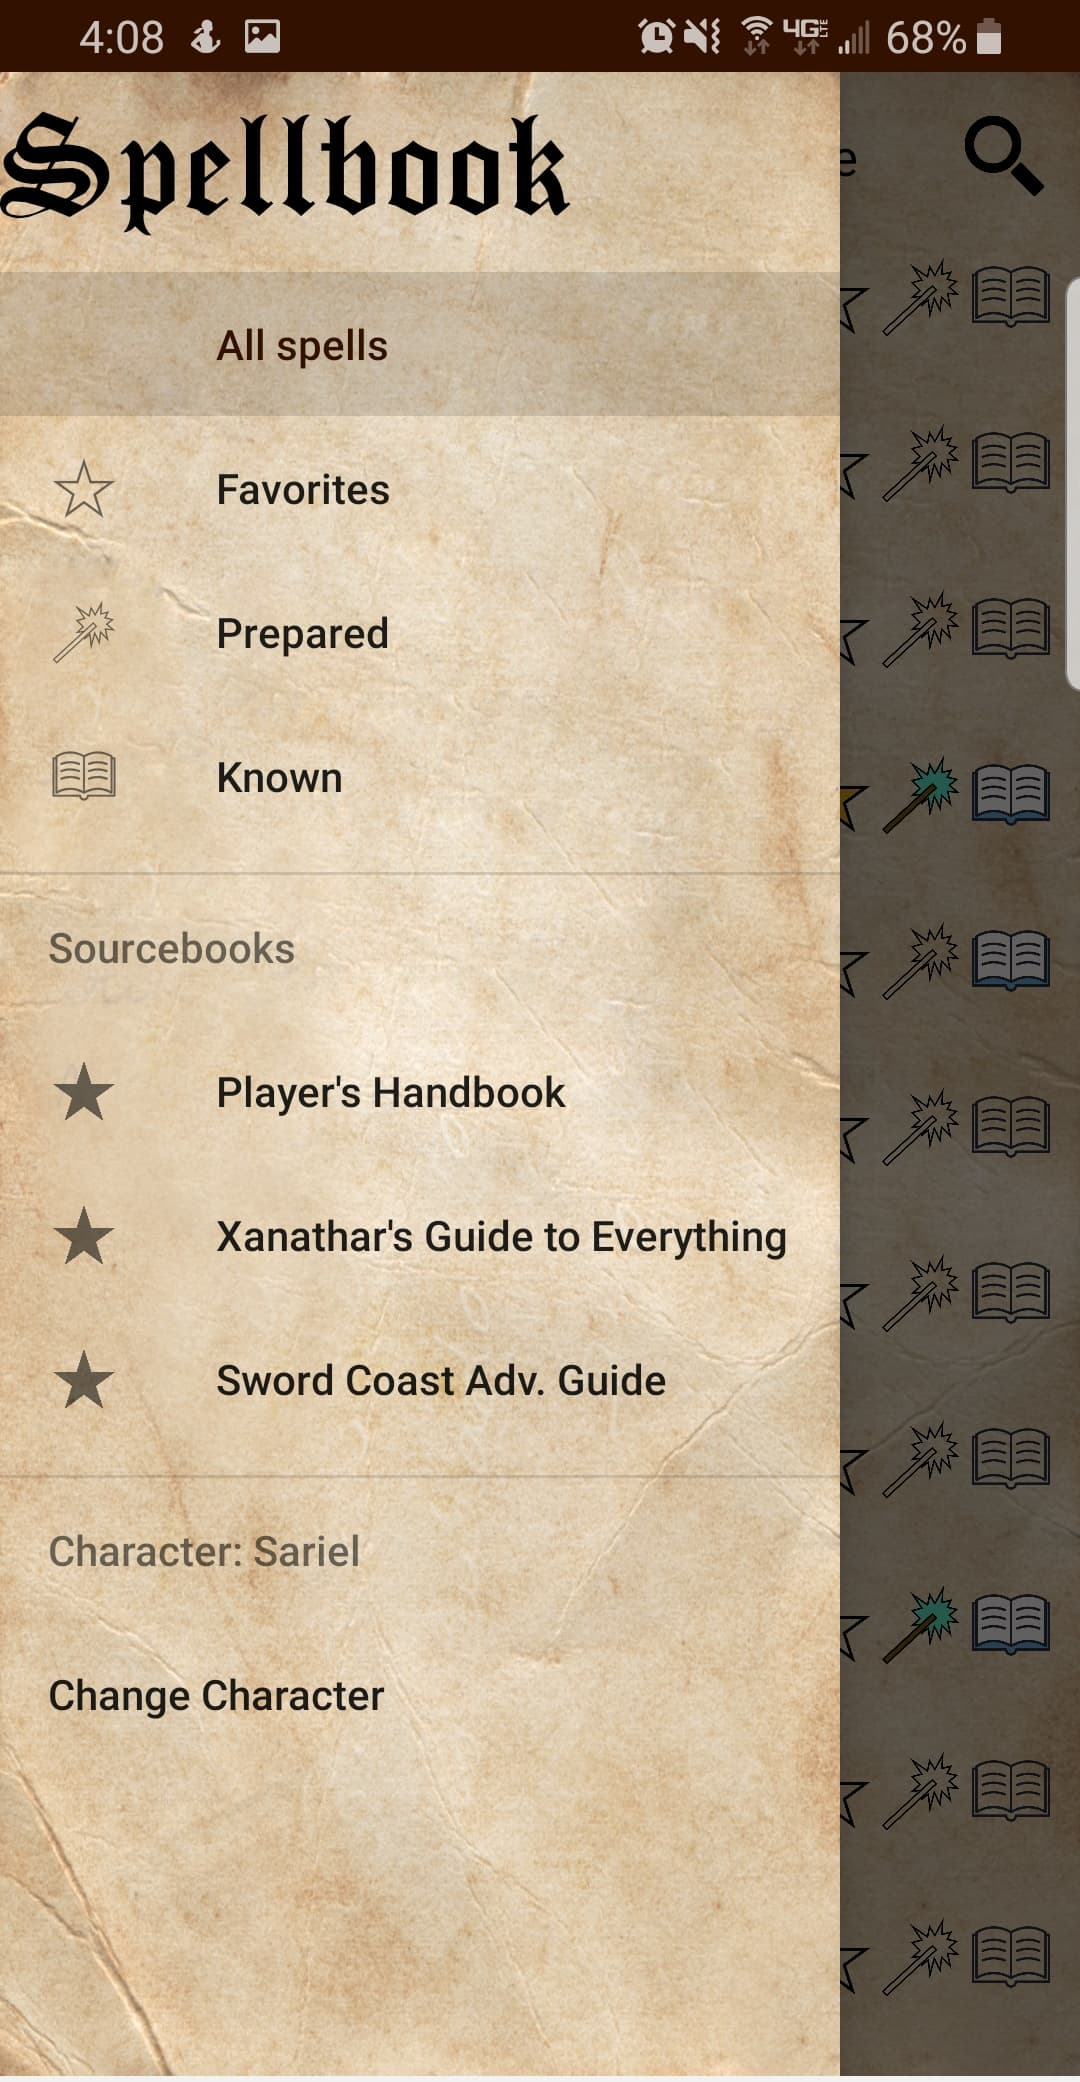 4:08 4G LTE 68%
Spellbook
e
All spells
Favorites
Prepared
Known
Sourcebooks
Player's Handbook
Xanathar's Guide to Everything
Sword Coast Adv. Guide
Character: Sariel
Change Character